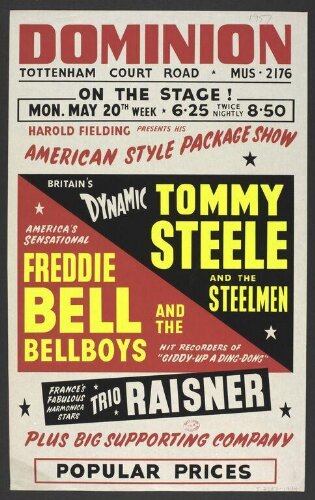 1957
DOMINION
TOTTENHAM COURT ROAD ★ MUS · 2176
ON THE STAGE !
MON. MAY 20TH WEEK ★ 6·25 TWICE NIGHTLY 8·50
HAROLD FIELDING PRESENTS HIS
AMERICAN STYLE PACKAGE SHOW
BRITAIN'S
DYNAMIC TOMMY
STEELE
AND THE
STEELMEN
AMERICA'S
SENSATIONAL
FREDDIE
BELL
AND
THE
BELLBOYS
HIT RECORDERS OF
"GIDDY-UP A DING-DONG"
FRANCE'S
FABULOUS
HARMONICA
STARS
TRIO RAISNER
PLUS BIG SUPPORTING COMPANY
POPULAR PRICES